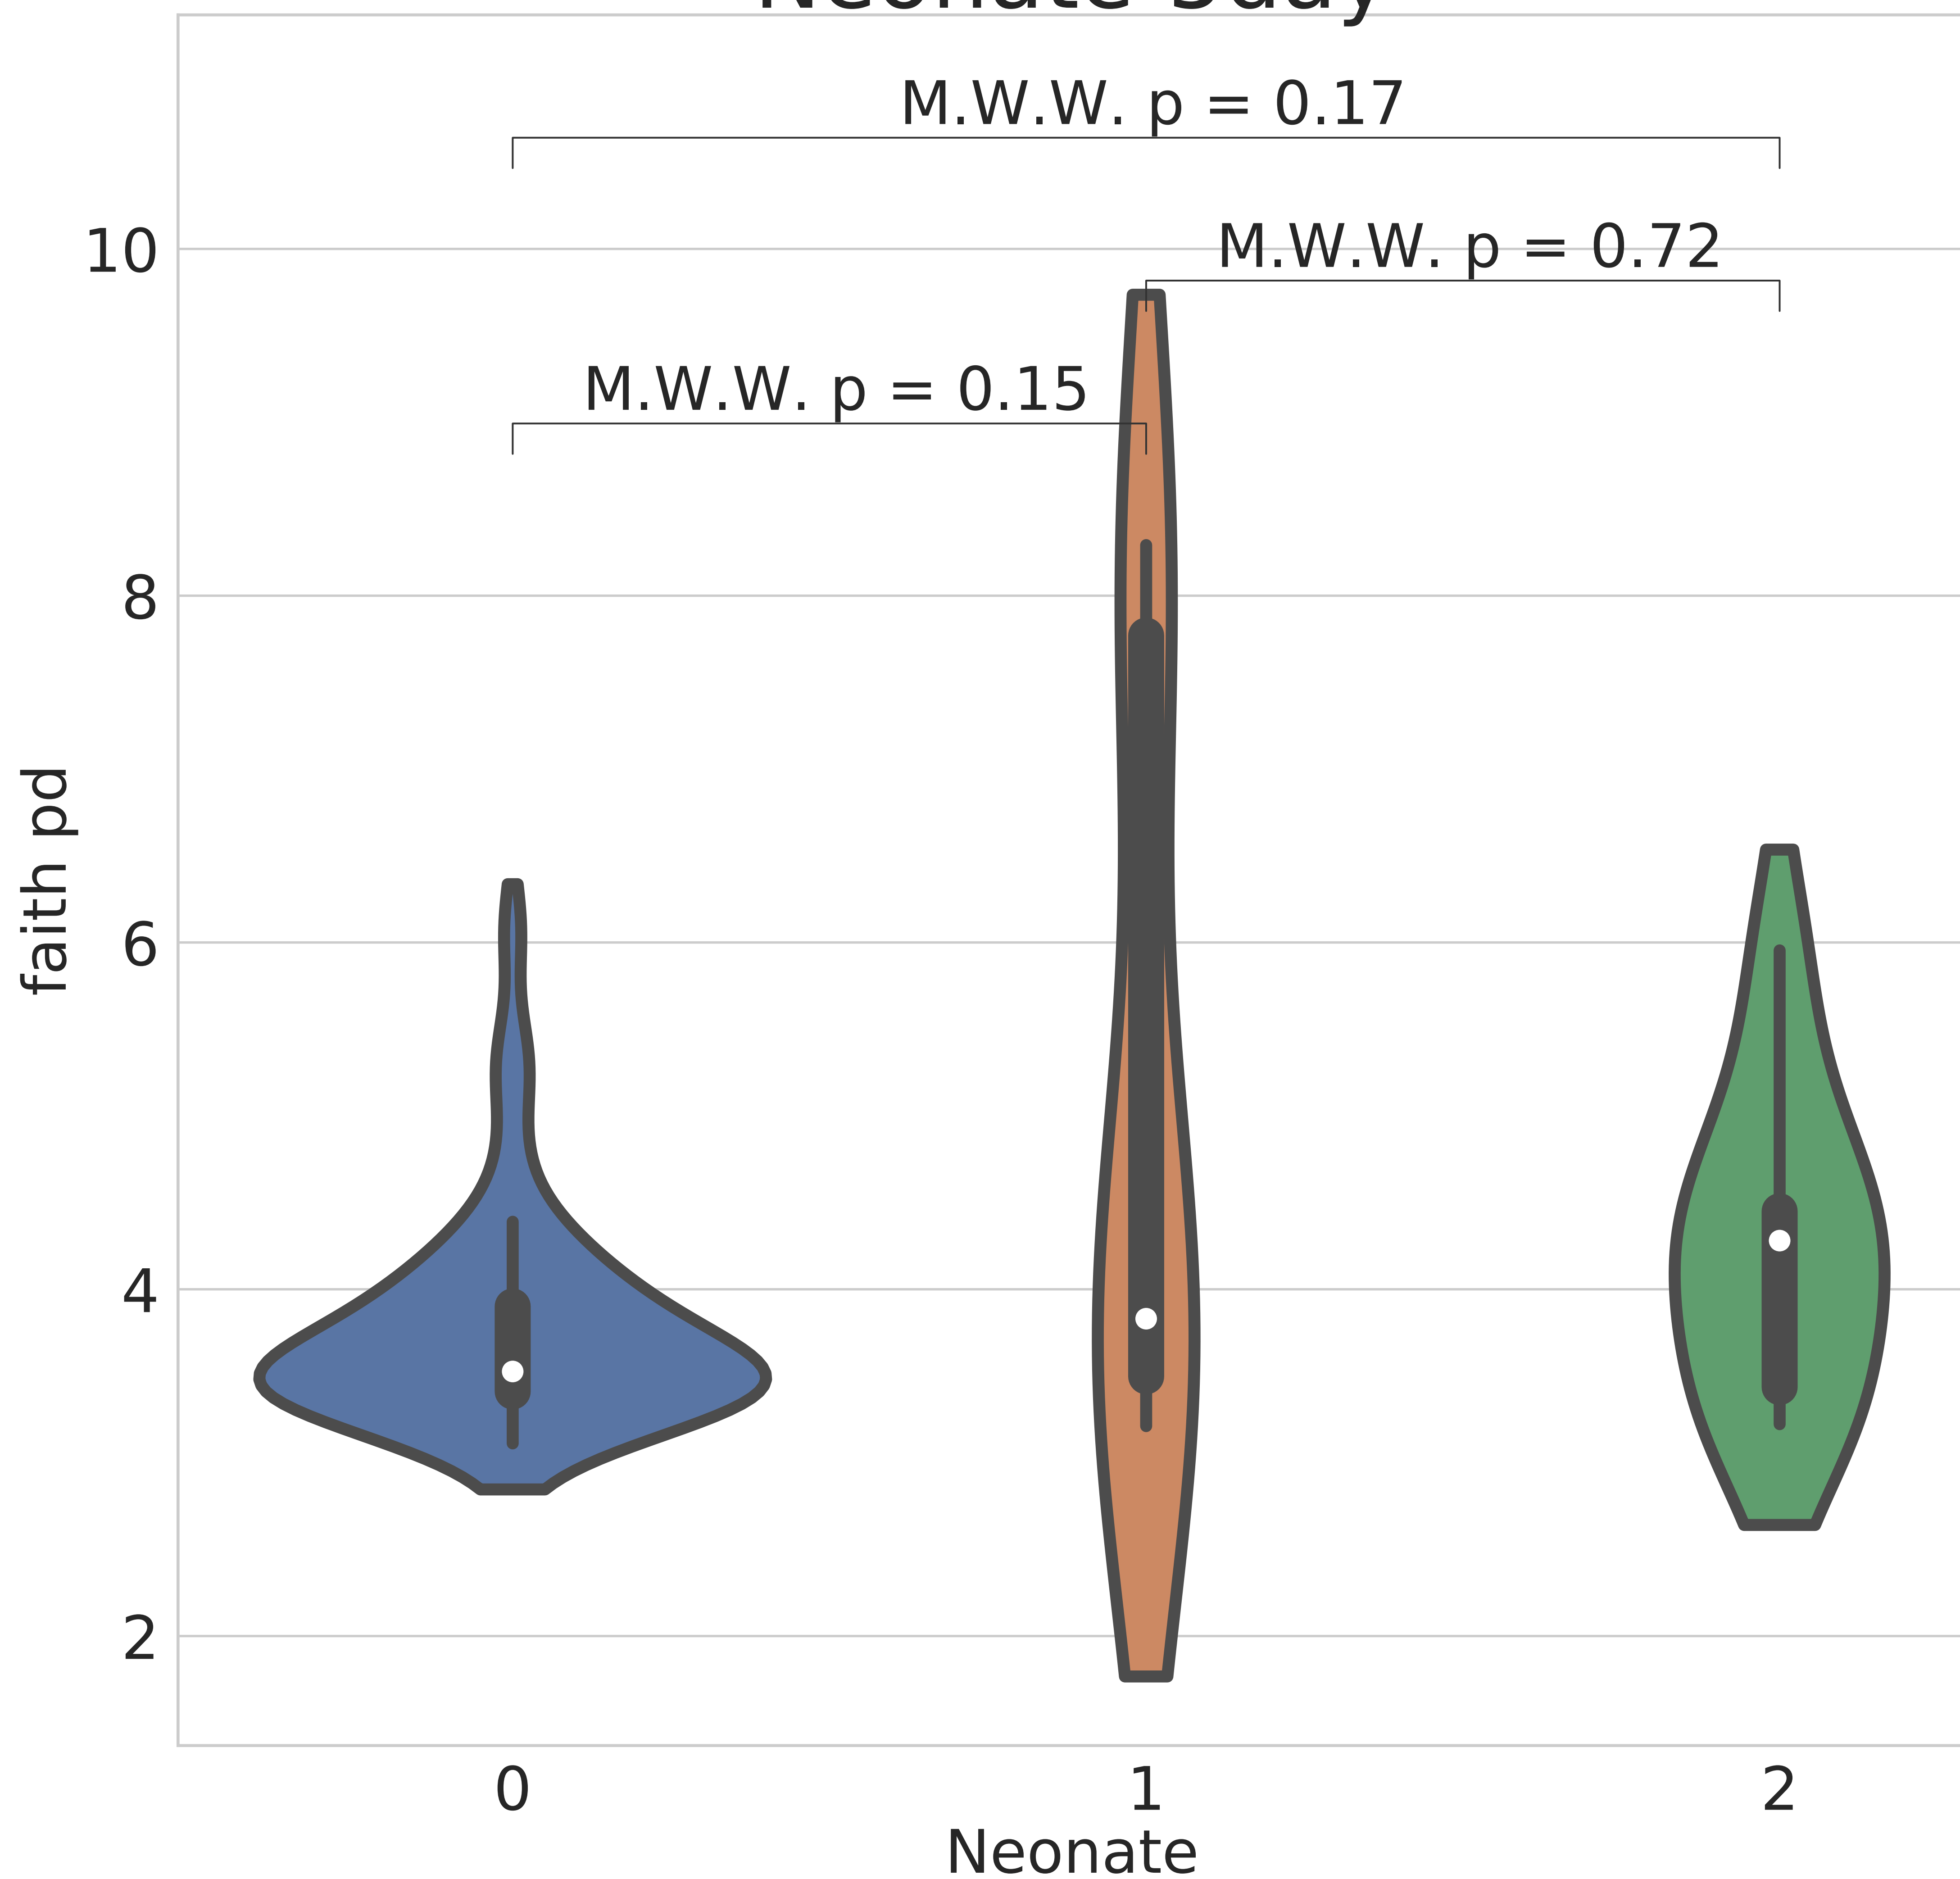 M.W.W. p = 0.17
10
M.W.W. p = 0.72
M.W.W. p = 0.15
8
faith pd
6
4
2
0 1 2
Neonate